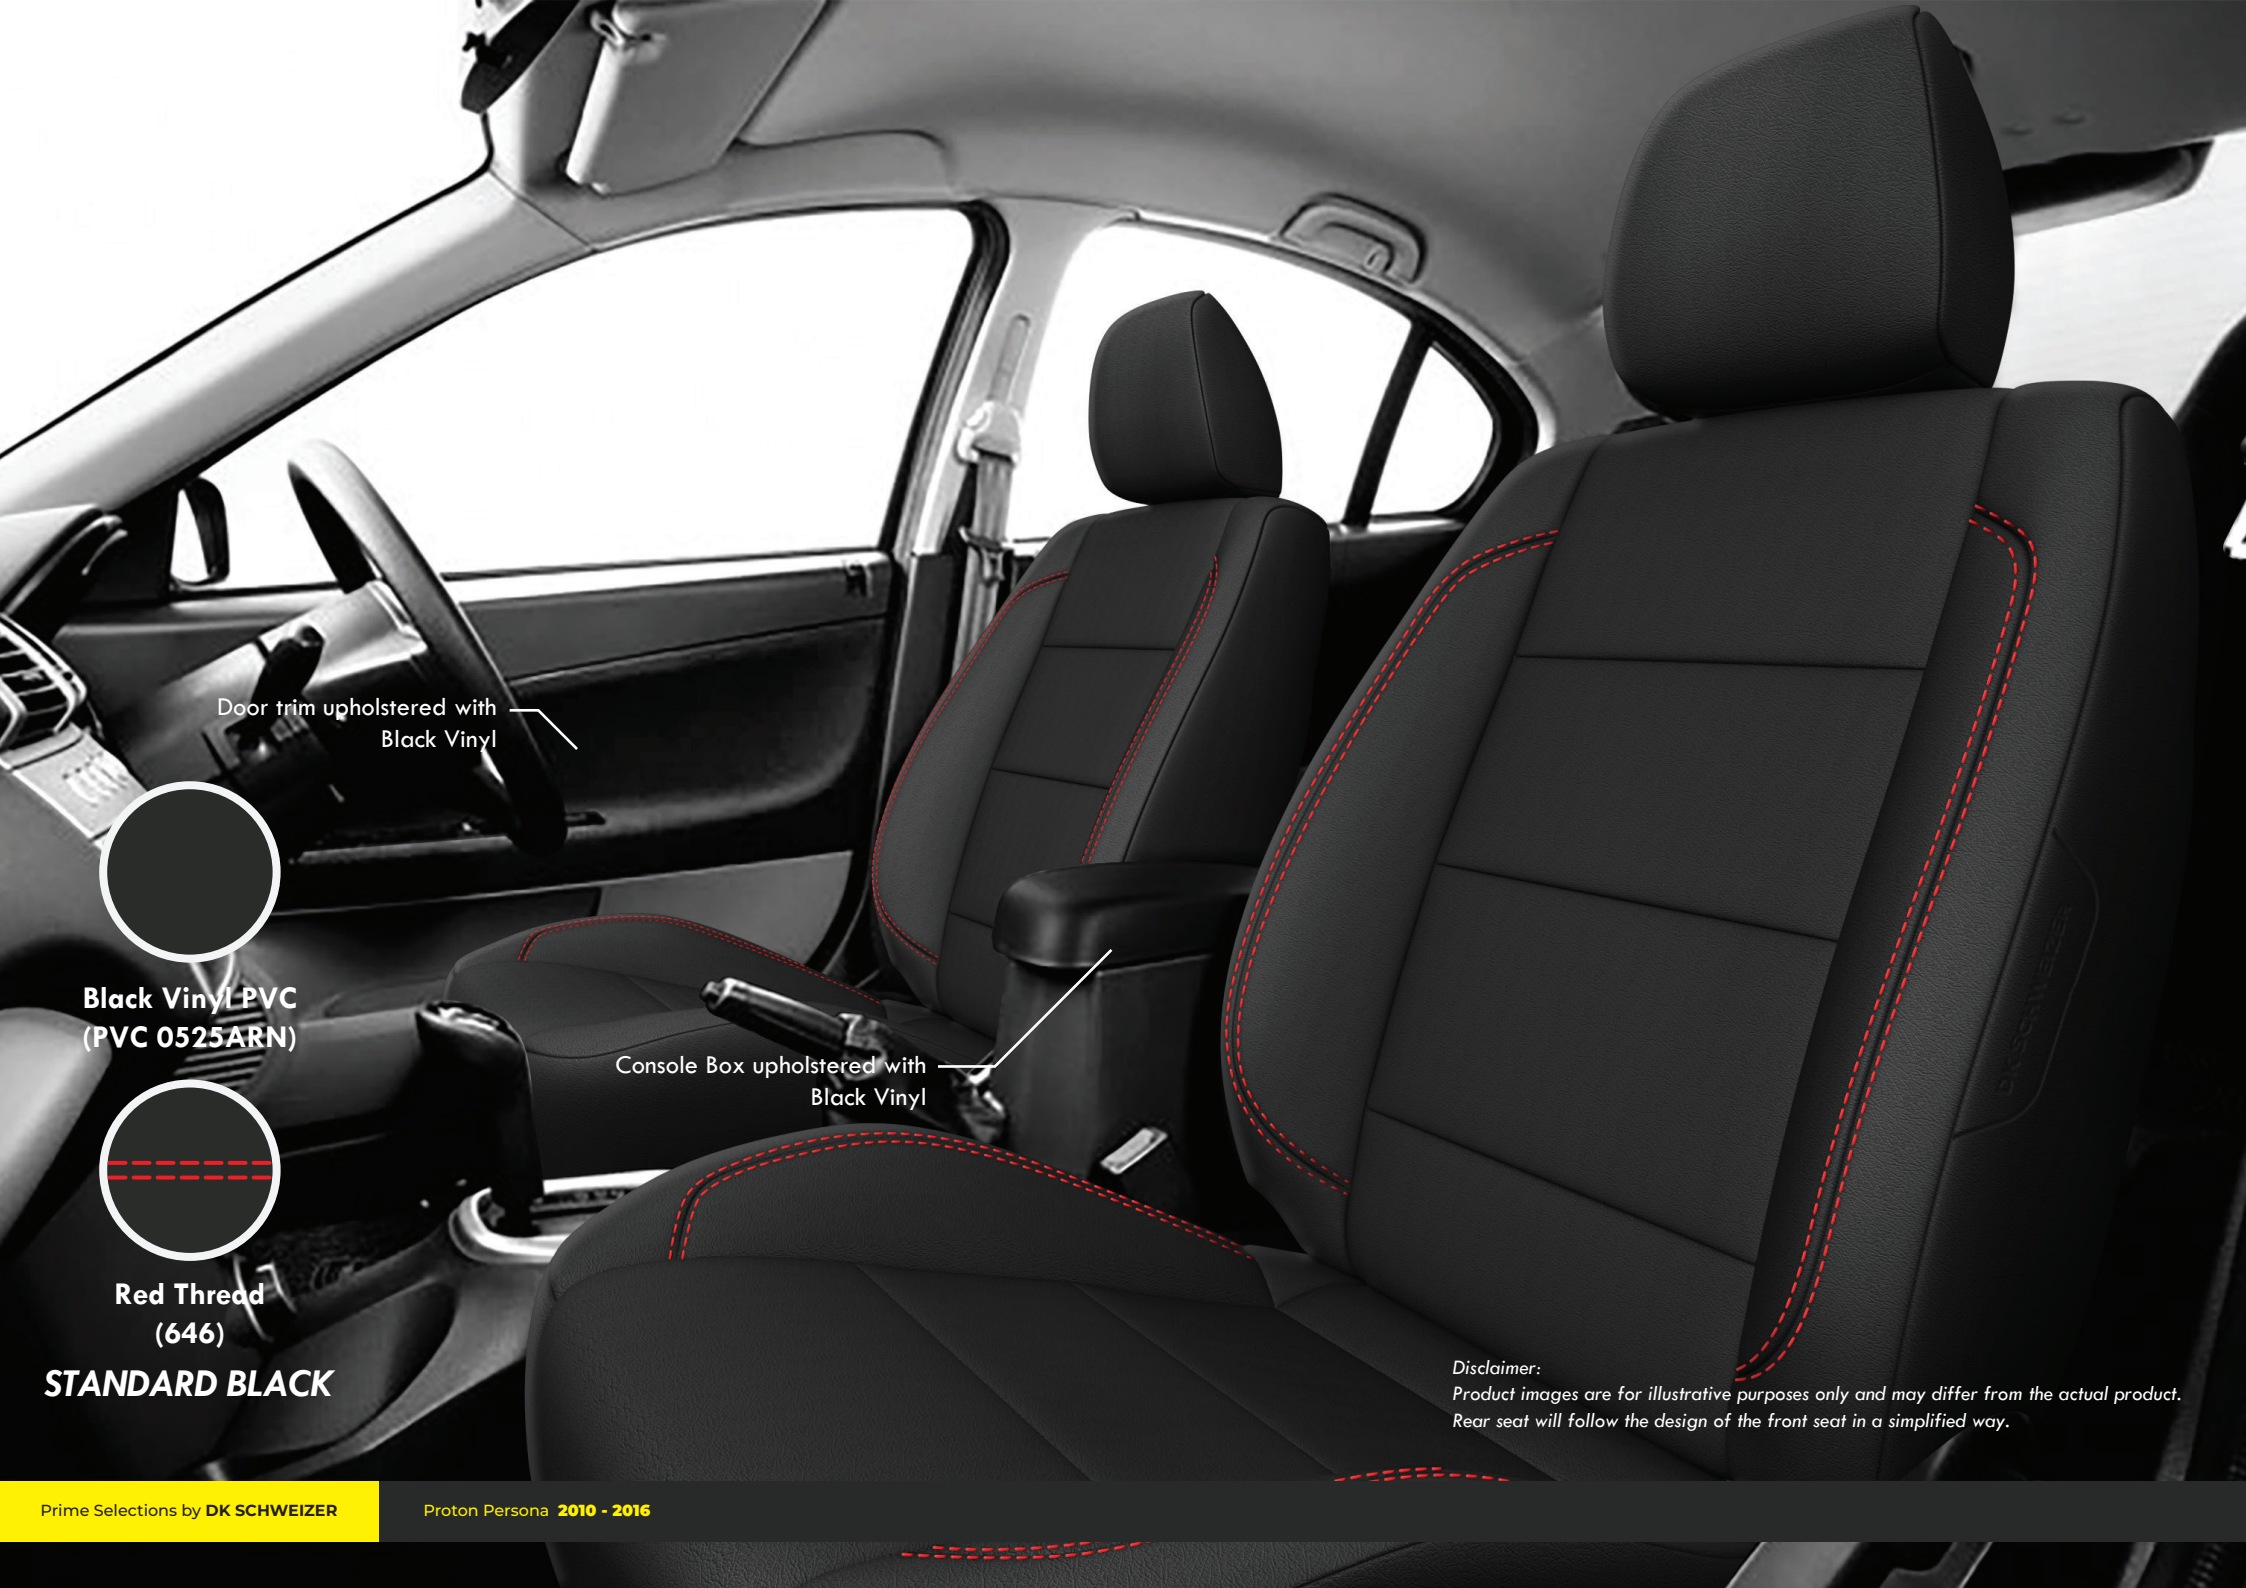 Door trim upholstered with
Black Vinyl
Black Vinyl PVC
(PVC 0525ARN)
Console Box upholstered with
Black Vinyl
Red Thread
(646)
STANDARD BLACK
DK SCHWEIZER
Disclaimer:
Product images are for illustrative purposes only and may differ from the actual product.
Rear seat will follow the design of the front seat in a simplified way.
Prime Selections by DK SCHWEIZER
Proton Persona 2010 - 2016